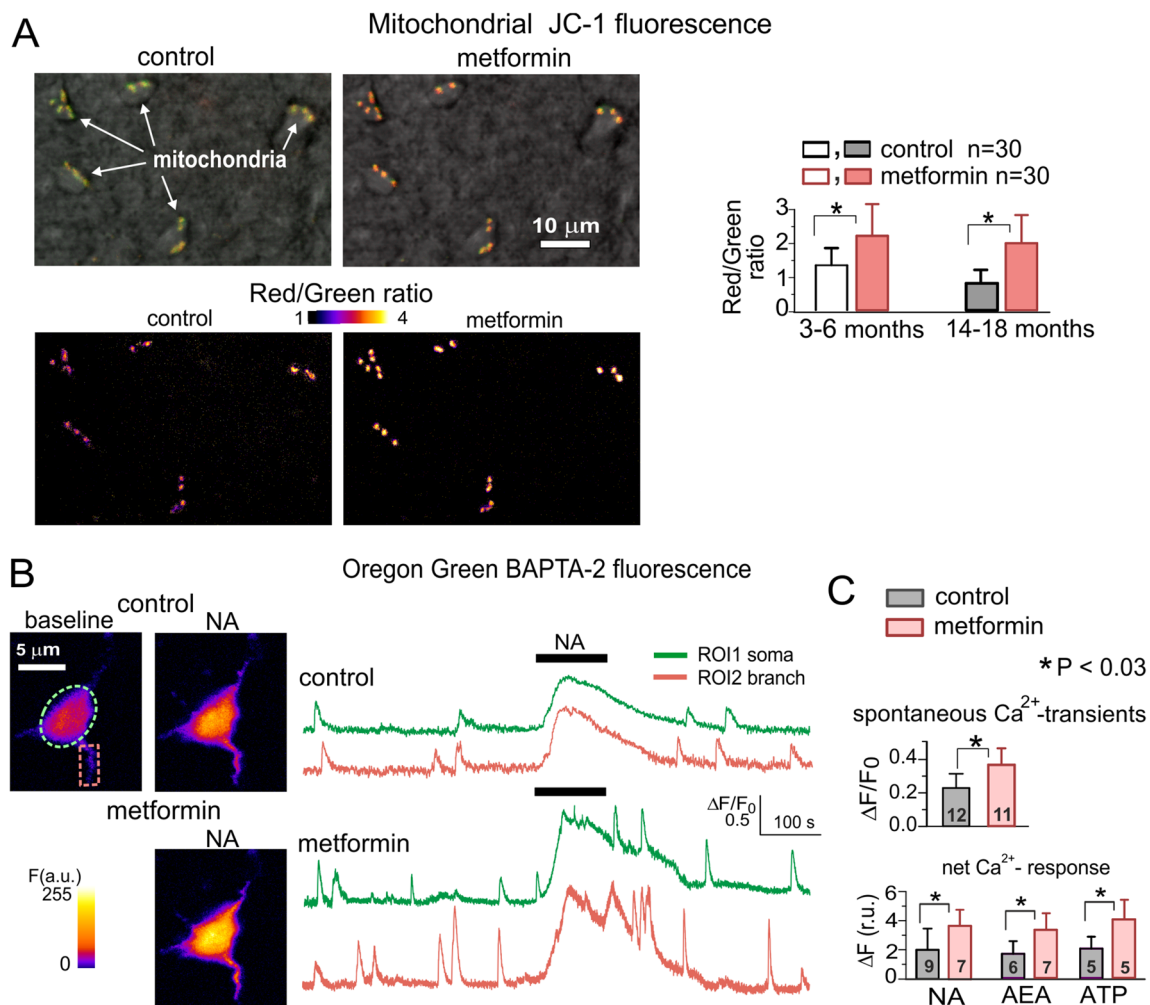 A
Mitochondrial JC-1 fluorescence
control
metformin
mitochondria
10 μm
Red/Green ratio
control
1
4
metformin
control n=30
metformin n=30
Red/Green
ratio
3
2
1
0
*
*
3-6 months
14-18 months
B
Oregon Green BAPTA-2 fluorescence
control
baseline
NA
5 μm
metformin
NA
F(a.u.)
255
0
control
NA
ROI1 soma
ROI2 branch
metformin
ΔF/F₀
0.5
100 s
C
control
metformin
* P < 0.03
spontaneous Ca²⁺-transients
ΔF/F₀
0.4
0.2
0.0
*
12
11
net Ca²⁺- response
ΔF (r.u.)
6
4
2
0
*
*
*
9
7
6
7
5
5
NA
AEA
ATP